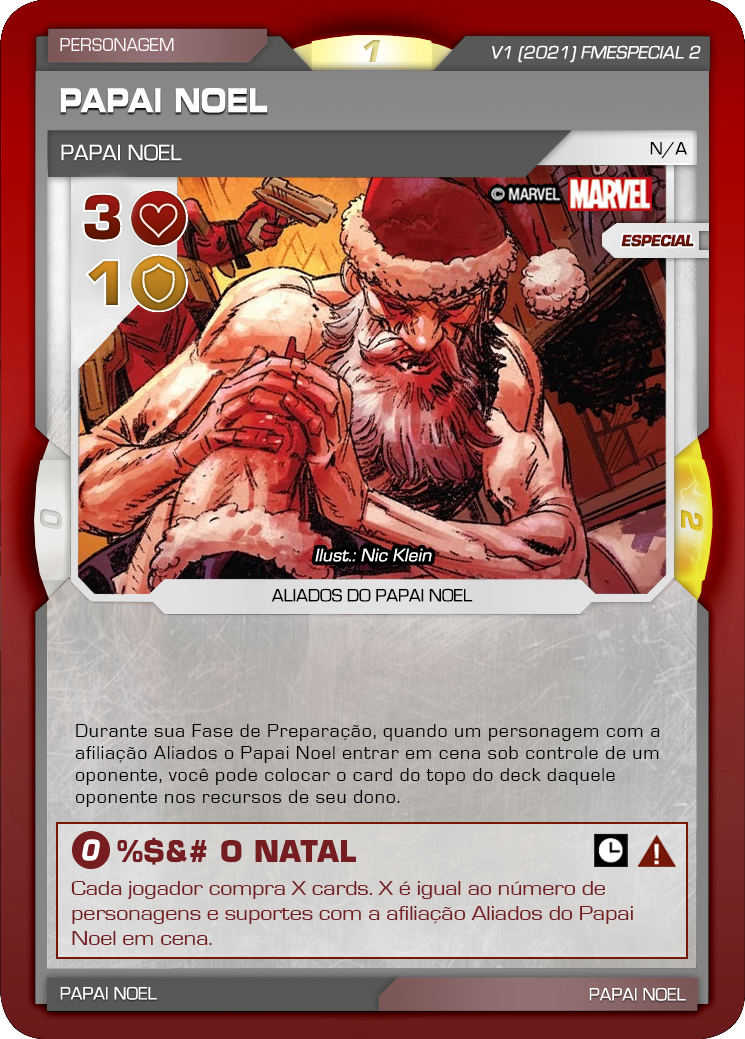 PERSONAGEM
1
V1 (2021) FMESPECIAL 2
PAPAI NOEL
PAPAI NOEL
N/A
© MARVEL MARVEL
3
ESPECIAL
1
0
2
Ilust.: Nic Klein
ALIADOS DO PAPAI NOEL
Durante sua Fase de Preparação, quando um personagem com a
afiliação Aliados o Papai Noel entrar em cena sob controle de um
oponente, você pode colocar o card do topo do deck daquele
oponente nos recursos de seu dono.
0 %$&# O NATAL
Cada jogador compra X cards. X é igual ao número de
personagens e suportes com a afiliação Aliados do Papai
Noel em cena.
PAPAI NOEL
PAPAI NOEL